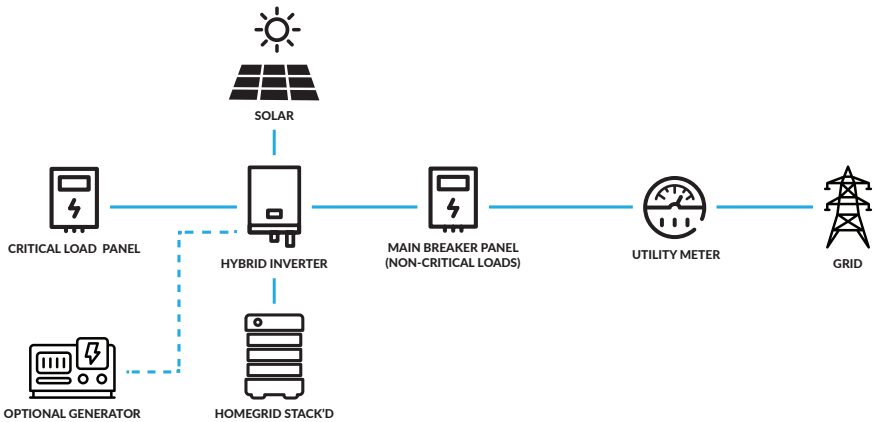 SOLAR
CRITICAL LOAD PANEL
HYBRID INVERTER
MAIN BREAKER PANEL
(NON-CRITICAL LOADS)
UTILITY METER
GRID
OPTIONAL GENERATOR
HOMEGRID STACK'D